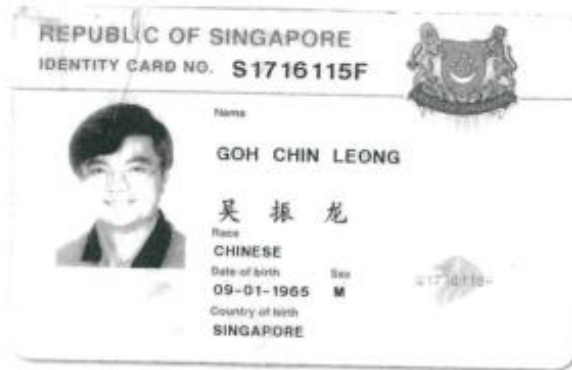 REPUBLIC OF SINGAPORE
IDENTITY CARD NO. S1716115F
Name
GOH CHIN LEONG
吴振龙
Race
CHINESE
Date of birth Sex
09-01-1965 M
Country of birth
SINGAPORE